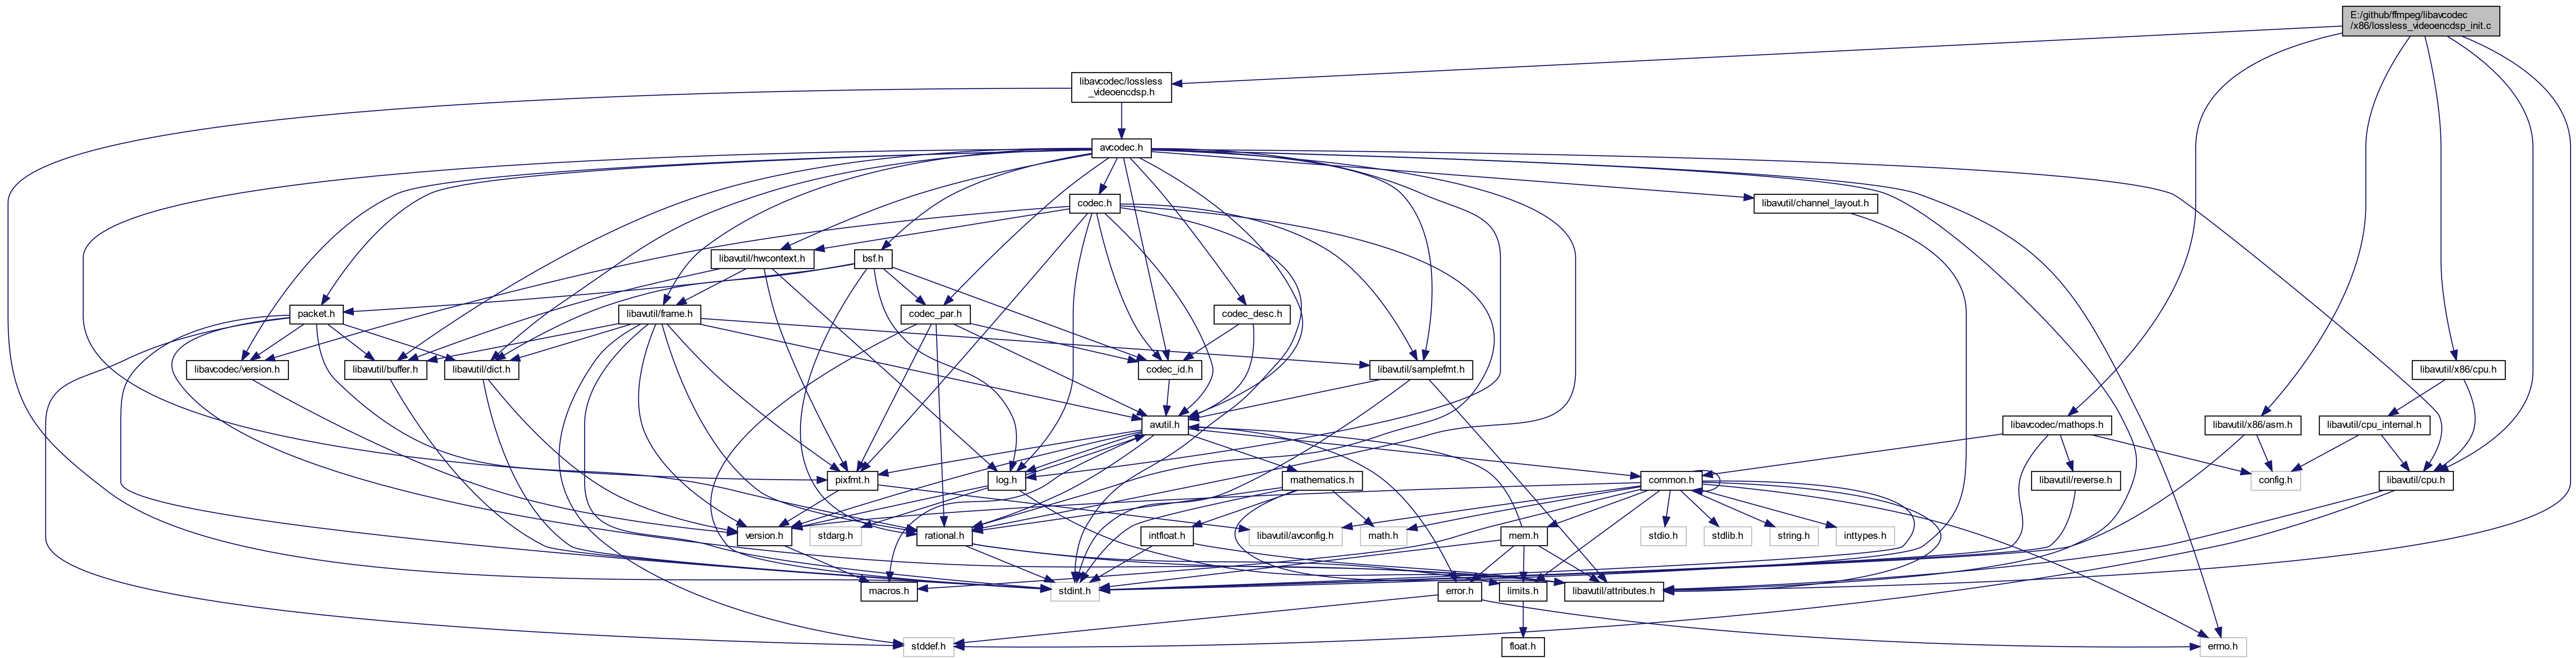 E:/github/ffmpeg/libavcodec
/x86/lossless_videoencdsp_init.c
libavcodec/lossless
_videoencdsp.h
avcodec.h
codec.h
libavutil/channel_layout.h
libavutil/hwcontext.h
bsf.h
packet.h
libavutil/frame.h
codec_par.h
codec_desc.h
libavcodec/version.h
libavutil/buffer.h
libavutil/dict.h
codec_id.h
libavutil/samplefmt.h
libavutil/x86/cpu.h
avutil.h
libavcodec/mathops.h
libavutil/x86/asm.h
libavutil/cpu_internal.h
pixfmt.h
log.h
mathematics.h
common.h
libavutil/reverse.h
config.h
libavutil/cpu.h
version.h
stdarg.h
rational.h
intfloat.h
libavutil/avconfig.h
math.h
mem.h
stdio.h
stdlib.h
string.h
inttypes.h
macros.h
stdint.h
error.h
limits.h
libavutil/attributes.h
stddef.h
float.h
errno.h